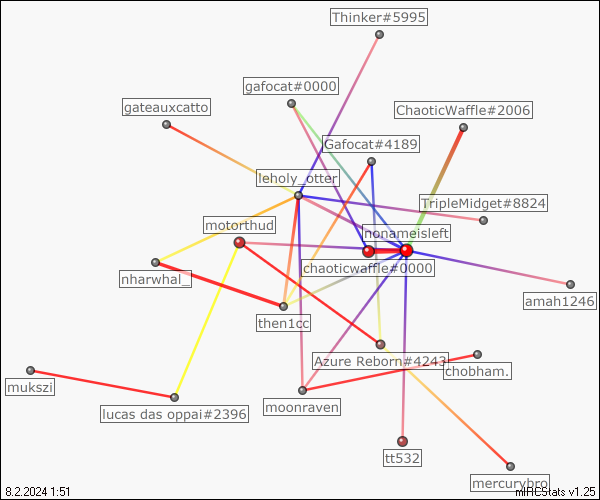 Thinker#5995
gafocat#0000
gateauxcatto
ChaoticWaffle#2006
Gafocat#4189
leholy_otter
TripleMidget#8824
motorthud
nonameisleft
chaoticwaffle#0000
nharwhal_
amah1246
then1cc
Azure Reborn#4243
chobham.
mukszi
moonraven
lucas das oppai#2396
tt532
mercurybro
8.2.2024 1:51
mIRCStats v1.25